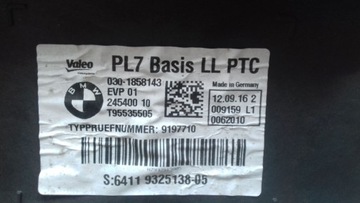 Valeo
PL7 Basis LL PTC
030-1858143
Made in Germany
BMW
EVP 01
245400 10
T95535505
12.09.16 2
009159 L1
0062010
TYPPRUEFNUMMER: 9197710
S:6411 9325138-05